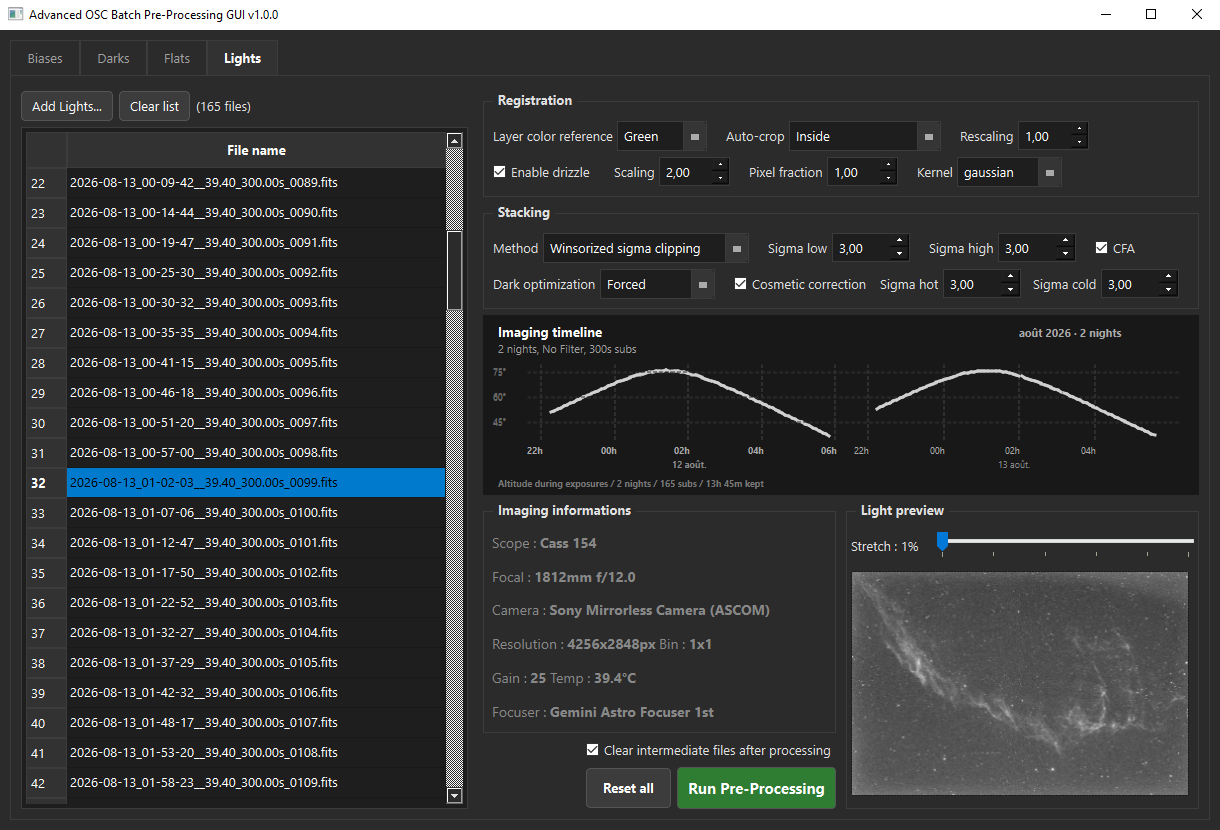 Advanced OSC Batch Pre-Processing GUI v1.0.0
Biases Darks Flats Lights
Add Lights... Clear list (165 files)
File name
22 2026-08-13_00-09-42__39.40_300.00s_0089.fits
23 2026-08-13_00-14-44__39.40_300.00s_0090.fits
24 2026-08-13_00-19-47__39.40_300.00s_0091.fits
25 2026-08-13_00-25-30__39.40_300.00s_0092.fits
26 2026-08-13_00-30-32__39.40_300.00s_0093.fits
27 2026-08-13_00-35-35__39.40_300.00s_0094.fits
28 2026-08-13_00-41-15__39.40_300.00s_0095.fits
29 2026-08-13_00-46-18__39.40_300.00s_0096.fits
30 2026-08-13_00-51-20__39.40_300.00s_0097.fits
31 2026-08-13_00-57-00__39.40_300.00s_0098.fits
32 2026-08-13_01-02-03__39.40_300.00s_0099.fits
33 2026-08-13_01-07-06__39.40_300.00s_0100.fits
34 2026-08-13_01-12-47__39.40_300.00s_0101.fits
35 2026-08-13_01-17-50__39.40_300.00s_0102.fits
36 2026-08-13_01-22-52__39.40_300.00s_0103.fits
37 2026-08-13_01-32-27__39.40_300.00s_0104.fits
38 2026-08-13_01-37-29__39.40_300.00s_0105.fits
39 2026-08-13_01-42-32__39.40_300.00s_0106.fits
40 2026-08-13_01-48-17__39.40_300.00s_0107.fits
41 2026-08-13_01-53-20__39.40_300.00s_0108.fits
42 2026-08-13_01-58-23__39.40_300.00s_0109.fits
Registration
Layer color reference Green Auto-crop Inside Rescaling 1,00
Enable drizzle Scaling 2,00 Pixel fraction 1,00 Kernel gaussian
Stacking
Method Winsorized sigma clipping Sigma low 3,00 Sigma high 3,00 CFA
Dark optimization Forced Cosmetic correction Sigma hot 3,00 Sigma cold 3,00
Imaging timeline août 2026 · 2 nights
2 nights, No Filter, 300s subs
75°
60°
45°
22h 00h 02h 04h 06h 22h 00h 02h 04h
12 août. 13 août.
Altitude during exposures / 2 nights / 165 subs / 13h 45m kept
Imaging informations
Scope : Cass 154
Focal : 1812mm f/12.0
Camera : Sony Mirrorless Camera (ASCOM)
Resolution : 4256x2848px Bin : 1x1
Gain : 25 Temp : 39.4°C
Focuser : Gemini Astro Focuser 1st
Clear intermediate files after processing
Reset all Run Pre-Processing
Light preview
Stretch : 1%